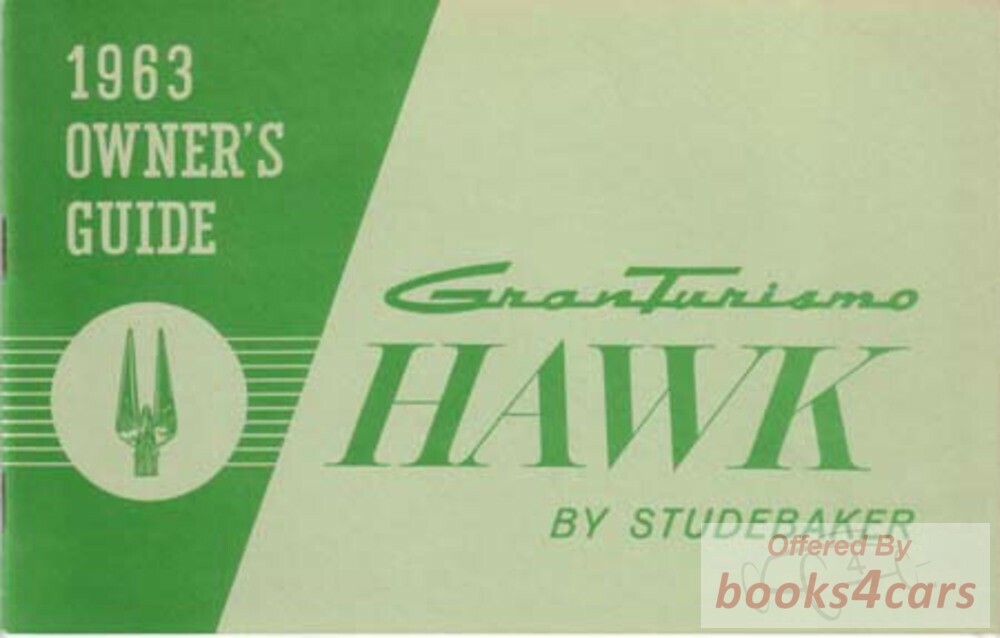 1963
OWNER'S
GUIDE
GranTurismo
HAWK
BY STUDEBAKER
Offered By
books4cars